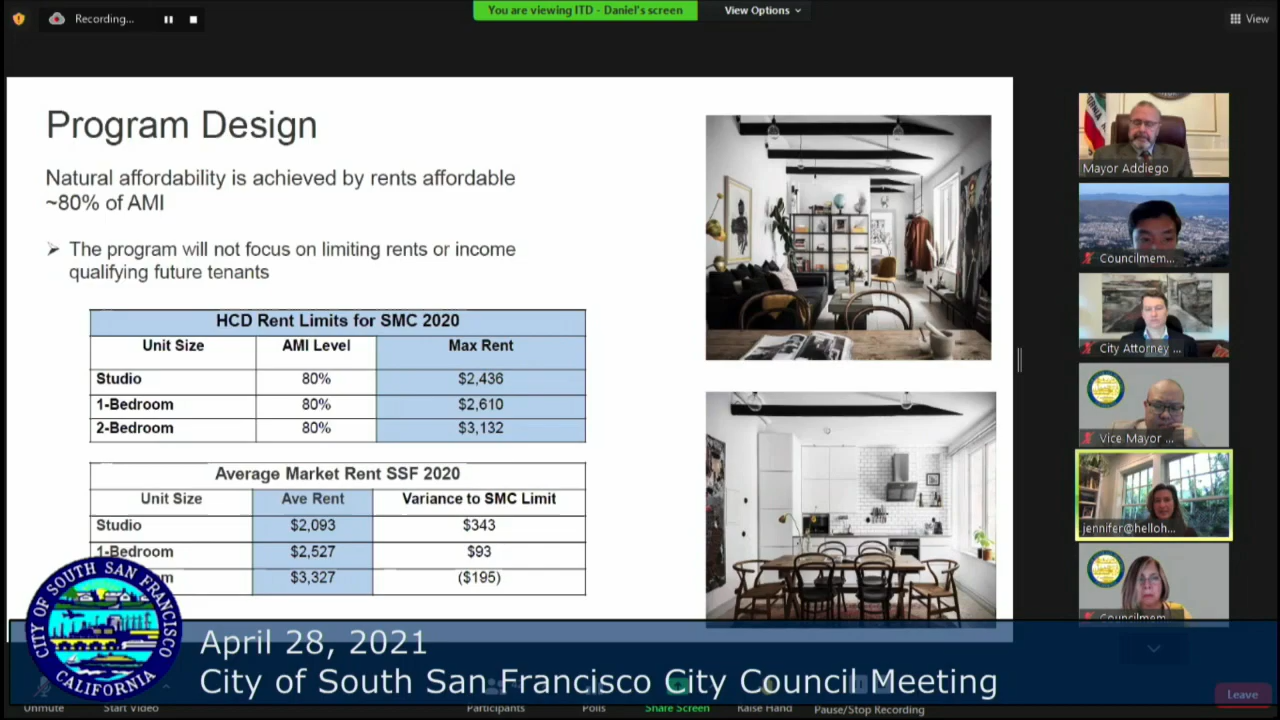 Recording...
You are viewing ITD - Daniel's screen
View Options
View
Program Design
Natural affordability is achieved by rents affordable
~80% of AMI
➢ The program will not focus on limiting rents or income
qualifying future tenants
HCD Rent Limits for SMC 2020
Unit Size AMI Level Max Rent
Studio 80% $2,436
1-Bedroom 80% $2,610
2-Bedroom 80% $3,132
Average Market Rent SSF 2020
Unit Size Ave Rent Variance to SMC Limit
Studio $2,093 $343
1-Bedroom $2,527 $93
m $3,327 ($195)
Mayor Addiego
Councilmem...
City Attorney ...
Vice Mayor ...
jennifer@helloh...
Councilmem...
CITY OF SOUTH SAN FRANCISCO
CALIFORNIA
April 28, 2021
City of South San Francisco City Council Meeting
Unmute
Start Video
Participants
Polls
Share Screen
Raise Hand
Pause/Stop Recording
Leave